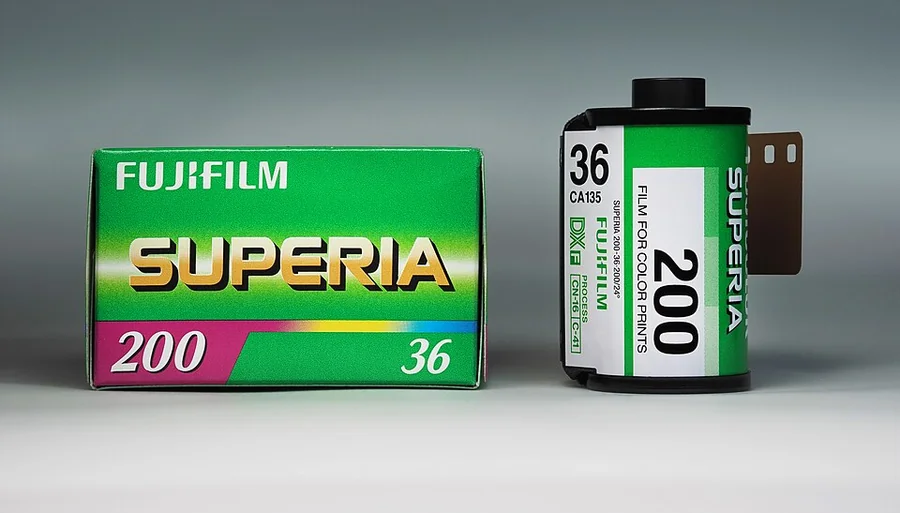 FUJIFILM
SUPERIA
200
36
36
CA135
SUPERIA 200-36-200/24°
FUJIFILM
DX
PROCESS
CN-16 C-41
FILM FOR COLOR PRINTS
200
SUPERIA